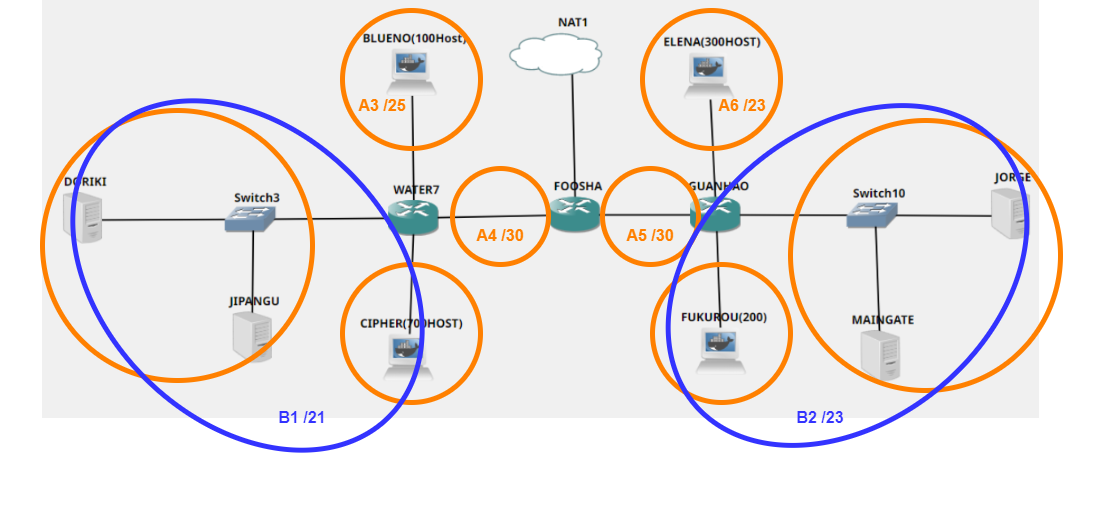 NAT1
BLUENO(100Host)
ELENA(300HOST)
A3 /25
A6 /23
DORIKI
Switch3
WATER7
FOOSHA
GUANHAO
Switch10
JORGE
A4 /30
A5 /30
JIPANGU
CIPHER(700HOST)
FUKUROU(200)
MAINGATE
B1 /21
B2 /23